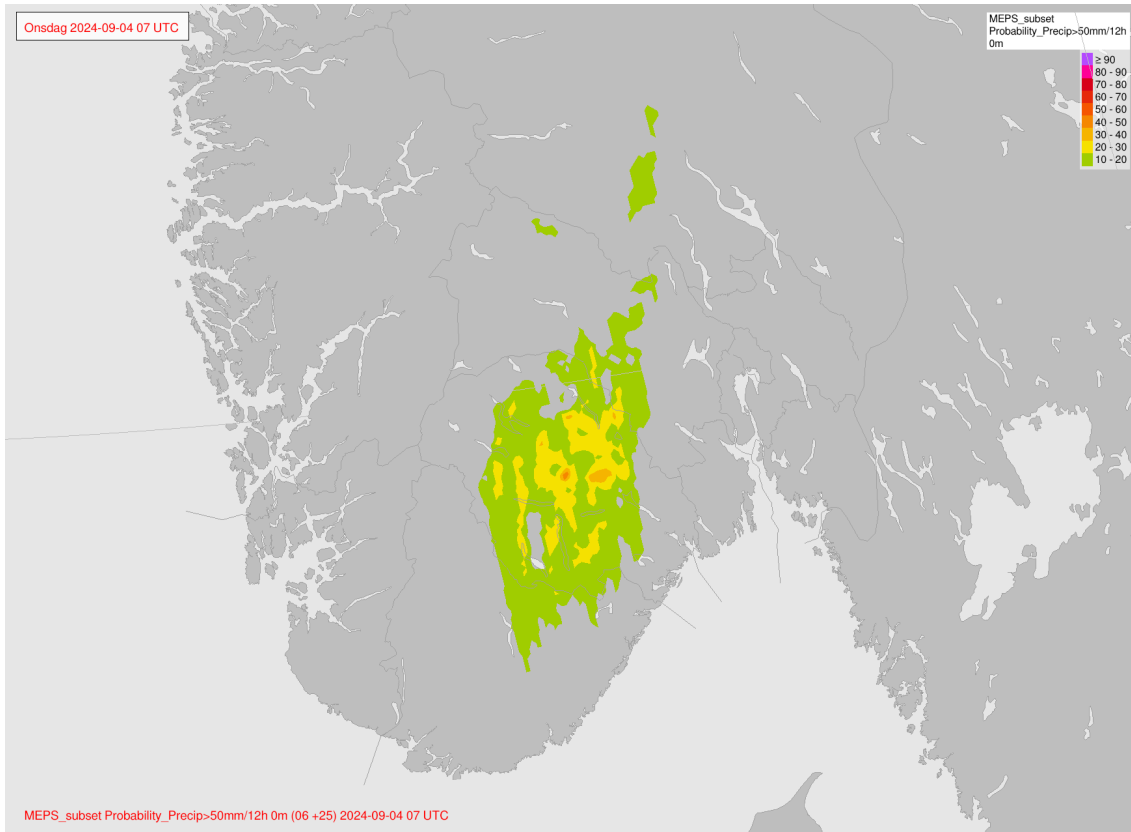 Onsdag 2024-09-04 07 UTC
MEPS_subset
Probability_Precip>50mm/12h
0m
≥ 90
80 - 90
70 - 80
60 - 70
50 - 60
40 - 50
30 - 40
20 - 30
10 - 20
MEPS_subset Probability_Precip>50mm/12h 0m (06 +25) 2024-09-04 07 UTC